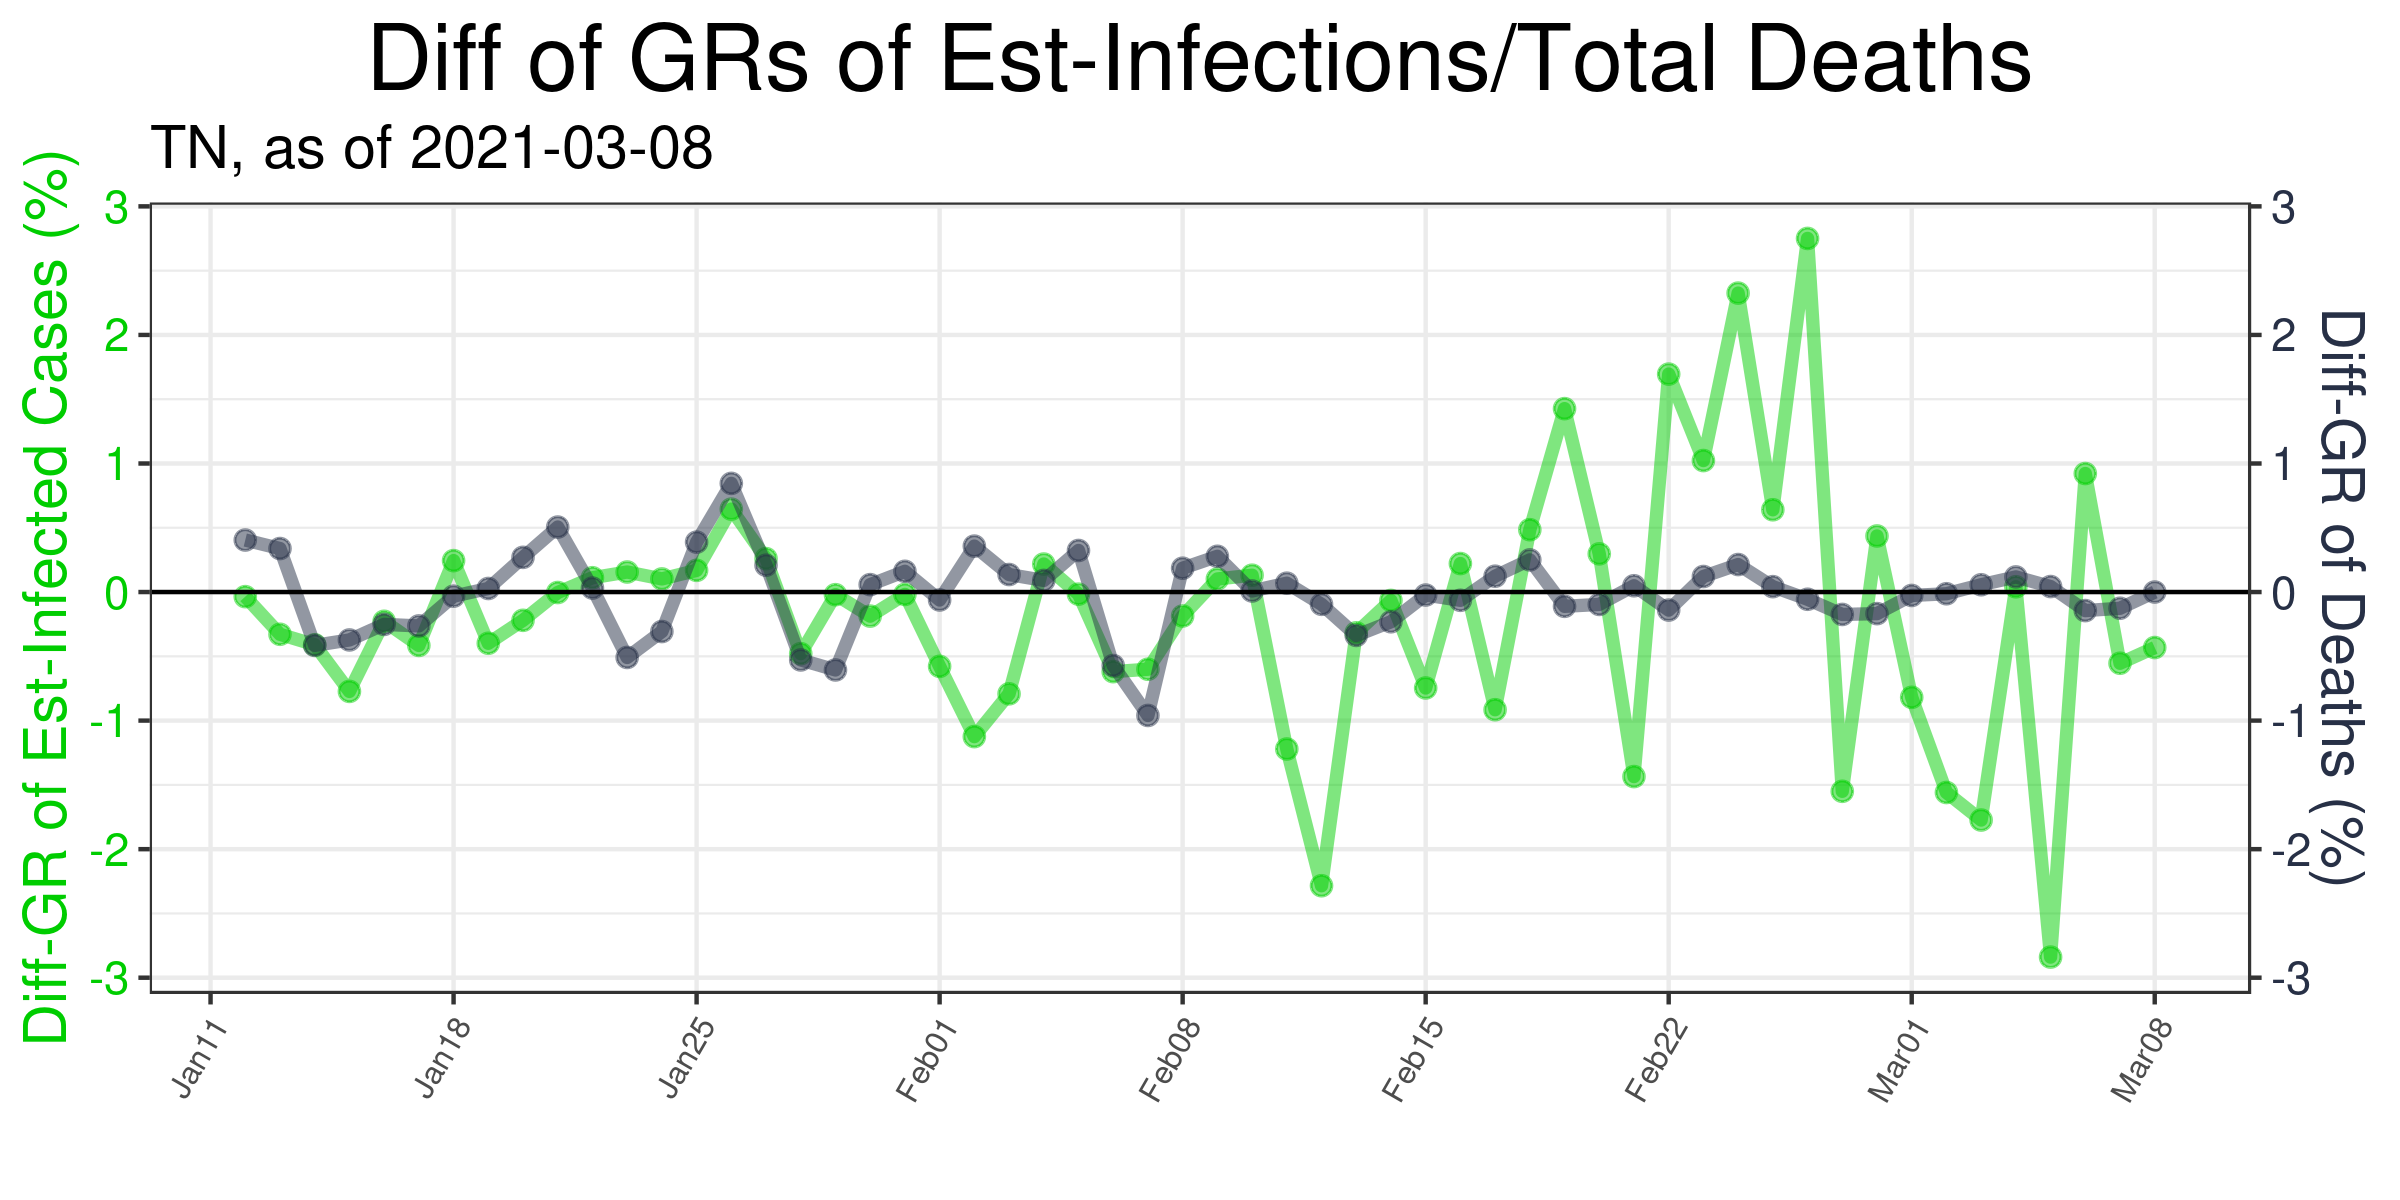 Diff of GRs of Est-Infections/Total Deaths
TN, as of 2021-03-08
Diff-GR of Est-Infected Cases (%)
3
2
1
0
-1
-2
-3
3
2
1
0
-1
-2
-3
Diff-GR of Deaths (%)
Jan11
Jan18
Jan25
Feb01
Feb08
Feb15
Feb22
Mar01
Mar08